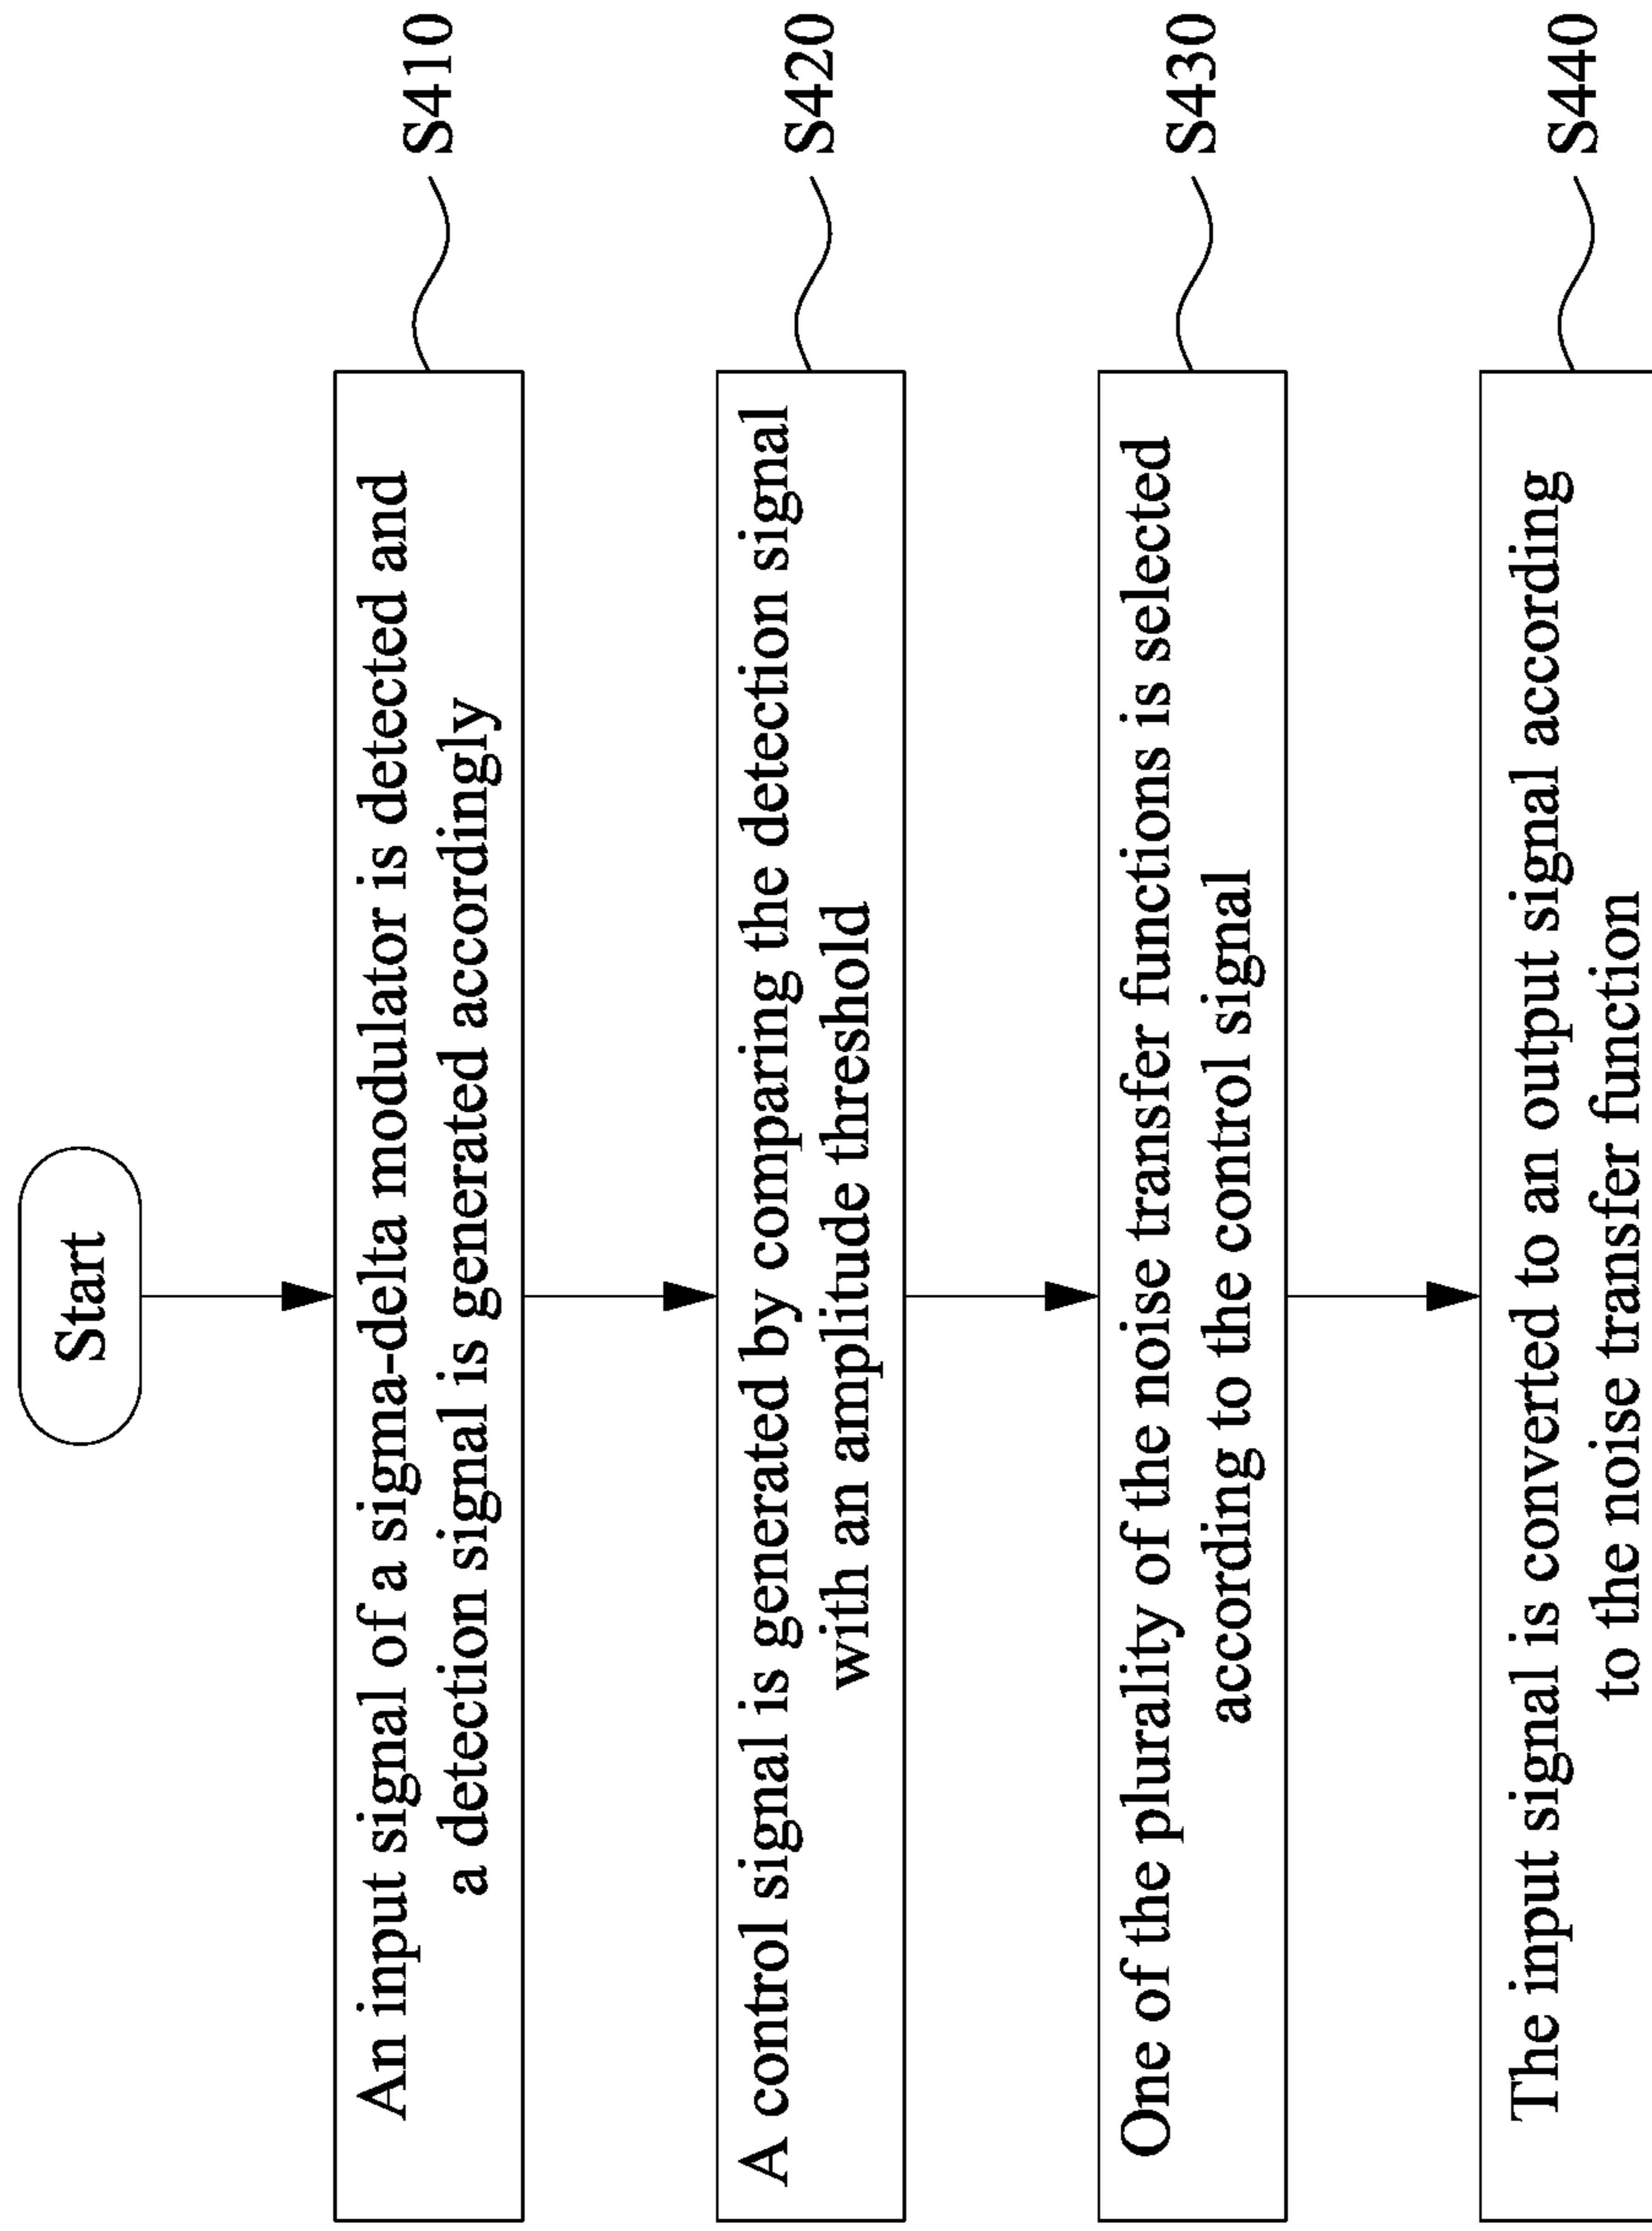 Start
An input signal of a sigma-delta modulator is detected and
a detection signal is generated accordingly
S410
A control signal is generated by comparing the detection signal
with an amplitude threshold
S420
One of the plurality of the noise transfer functions is selected
according to the control signal
S430
The input signal is converted to an output signal according
to the noise transfer function
S440